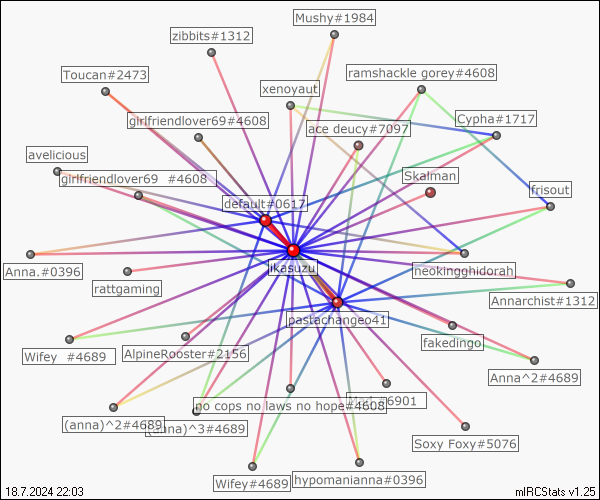 Mushy#1984
zibbits#1312
Toucan#2473
ramshackle gorey#4608
xenoyaut
girlfriendlover69#4608
ace deucy#7097
Cypha#1717
avelicious
girlfriendlover69 #4608
Skalman
frisout
default#0617
ikasuzu
Anna.#0396
rattgaming
neokingghidorah
Annarchist#1312
pastachangeo41
Wifey #4689
AlpineRooster#2156
fakedingo
Anna^2#4689
no cops no laws no hope#4608
#6901
(anna)^2#4689
^3#4689
Soxy Foxy#5076
Wifey#4689
hypomanianna#0396
18.7.2024 22:03
mIRCStats v1.25